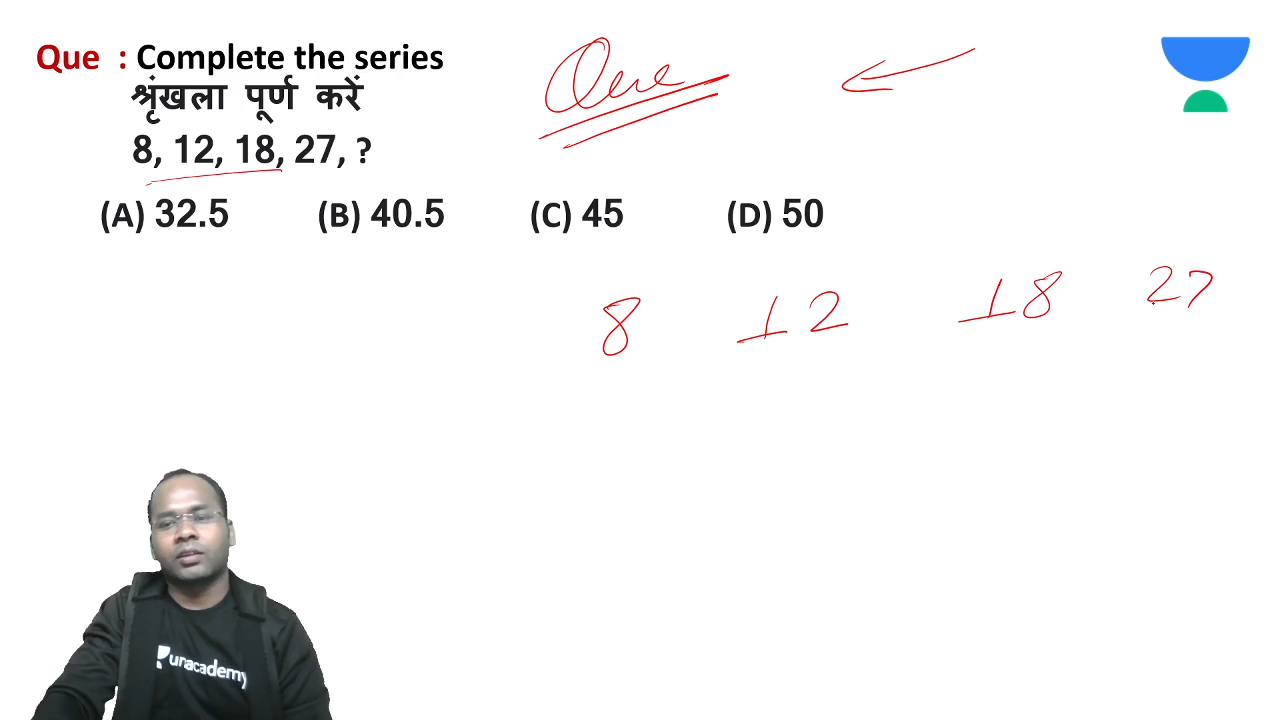 Que : Complete the series
श्रृंखला पूर्ण करें
8, 12, 18, 27, ?
(A) 32.5 (B) 40.5 (C) 45 (D) 50
Que
8 12 18 27
unacademy